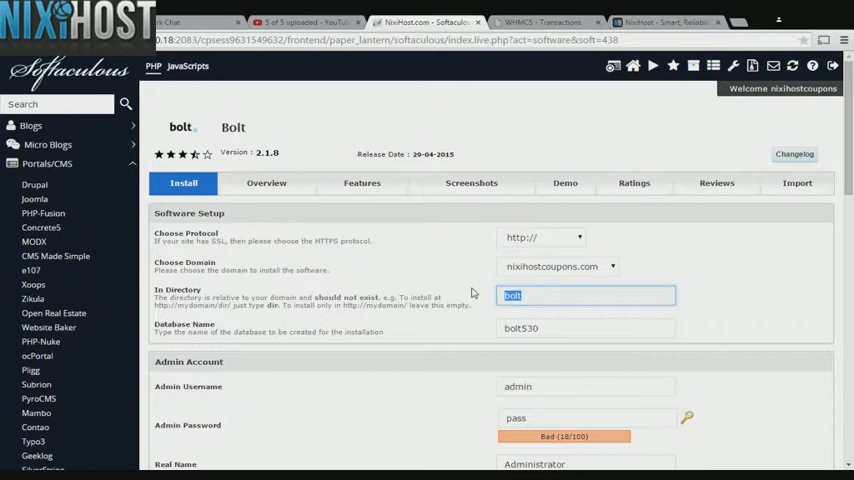 NIXIHOST
rk-Chat
5 of 5 uploaded - YouTube
NixiHost.com - Softaculous
WHMCS - Transactions
NixiHost - Smart, Reliable
.18:2083/cpsess9631549632/frontend/paper_lantern/softaculous/index.live.php?act=software&soft=438
Softaculous
PHP JavaScripts
Welcome nixihostcoupons
Search
Blogs
Micro Blogs
Portals/CMS
Drupal
Joomla
PHP-Fusion
Concrete5
MODX
CMS Made Simple
e107
Xoops
Zikula
Open Real Estate
Website Baker
PHP-Nuke
ocPortal
Pligg
Subrion
PyroCMS
Mambo
Contao
Typo3
Geeklog
SilverStripe
bolt. Bolt
Version : 2.1.8 Release Date : 29-04-2015 Changelog
Install Overview Features Screenshots Demo Ratings Reviews Import
Software Setup
Choose Protocol
If your site has SSL, then please choose the HTTPS protocol.
http://
Choose Domain
Please choose the domain to install the software.
nixihostcoupons.com
In Directory
The directory is relative to your domain and should not exist. e.g. To install at
http://mydomain/dir/ just type dir. To install only in http://mydomain/ leave this empty.
bolt
Database Name
Type the name of the database to be created for the installation
bolt530
Admin Account
Admin Username
admin
Admin Password
pass
Bad (18/100)
Real Name
Administrator